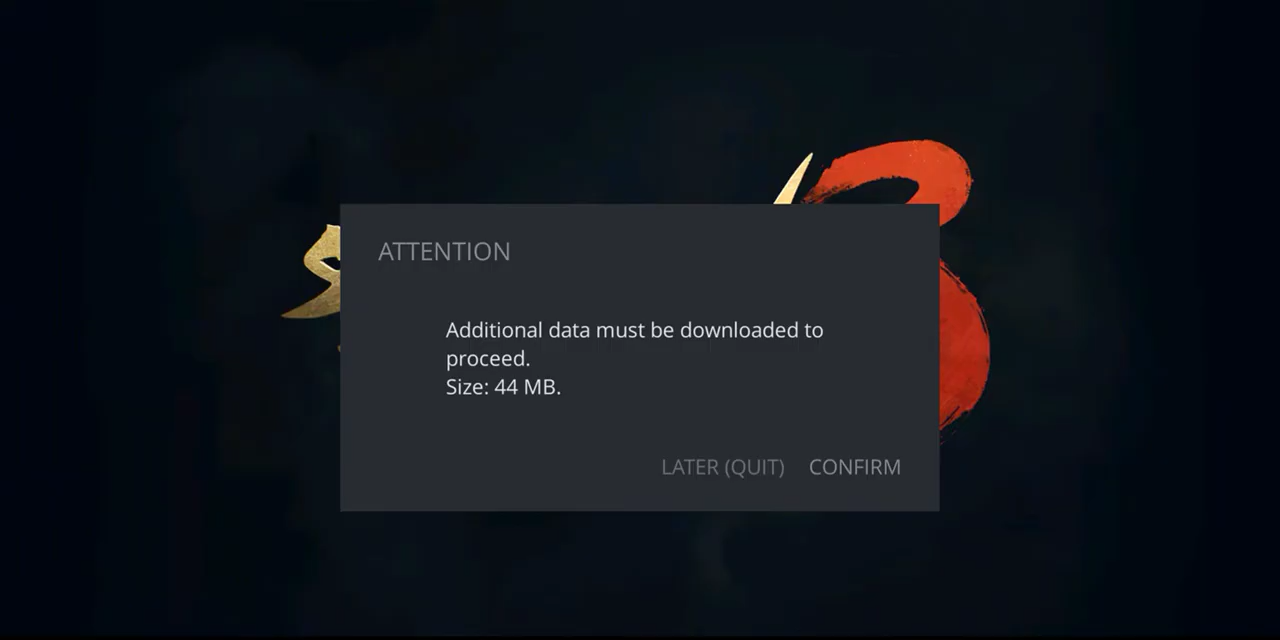 ATTENTION
Additional data must be downloaded to
proceed.
Size: 44 MB.
LATER (QUIT) CONFIRM